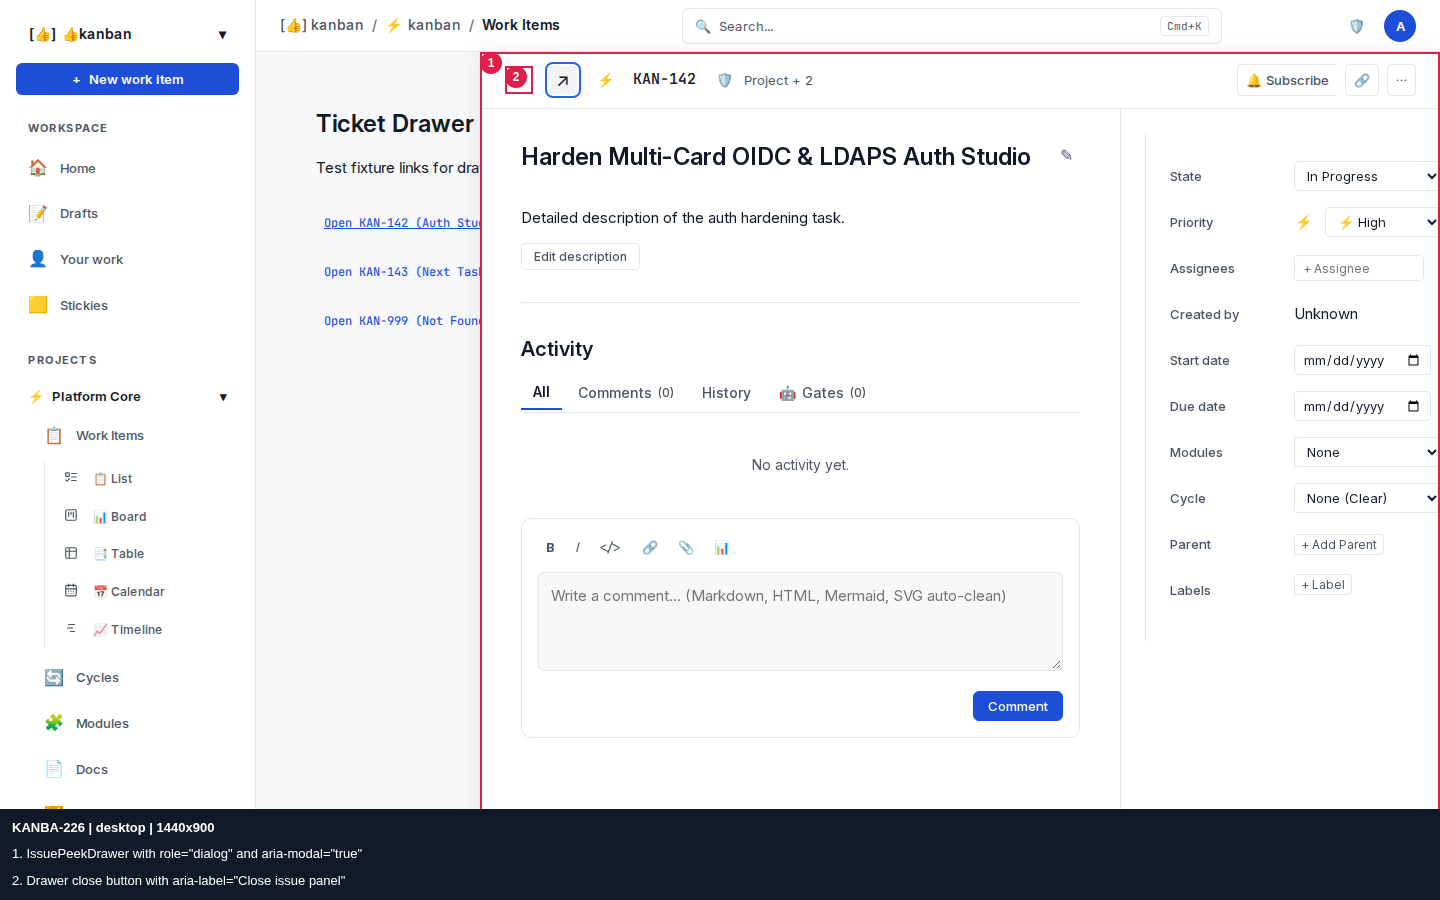 [👍] 👍kanban ▾
+ New work item
WORKSPACE
🏠 Home
📝 Drafts
👤 Your work
🟨 Stickies
PROJECTS
⚡ Platform Core ▾
📋 Work Items
📋 List
📊 Board
📑 Table
📅 Calendar
📈 Timeline
🔄 Cycles
🧩 Modules
📄 Docs
[👍] kanban / ⚡ kanban / Work Items
🔍 Search... Cmd+K
🛡️ A
Ticket Drawer
Test fixture links for dra
Open KAN-142 (Auth Stu
Open KAN-143 (Next Tas
Open KAN-999 (Not Foun
1
2
⚡ KAN-142 🛡️ Project + 2
🔔 Subscribe 🔗 ···
Harden Multi-Card OIDC & LDAPS Auth Studio ✎
Detailed description of the auth hardening task.
Edit description
Activity
All Comments (0) History 🤖 Gates (0)
No activity yet.
B I </> 🔗 📎 📊
Write a comment... (Markdown, HTML, Mermaid, SVG auto-clean)
Comment
State In Progress
Priority ⚡ ⚡ High
Assignees + Assignee
Created by Unknown
Start date mm/dd/yyyy
Due date mm/dd/yyyy
Modules None
Cycle None (Clear)
Parent + Add Parent
Labels + Label
KANBA-226 | desktop | 1440x900
1. IssuePeekDrawer with role="dialog" and aria-modal="true"
2. Drawer close button with aria-label="Close issue panel"